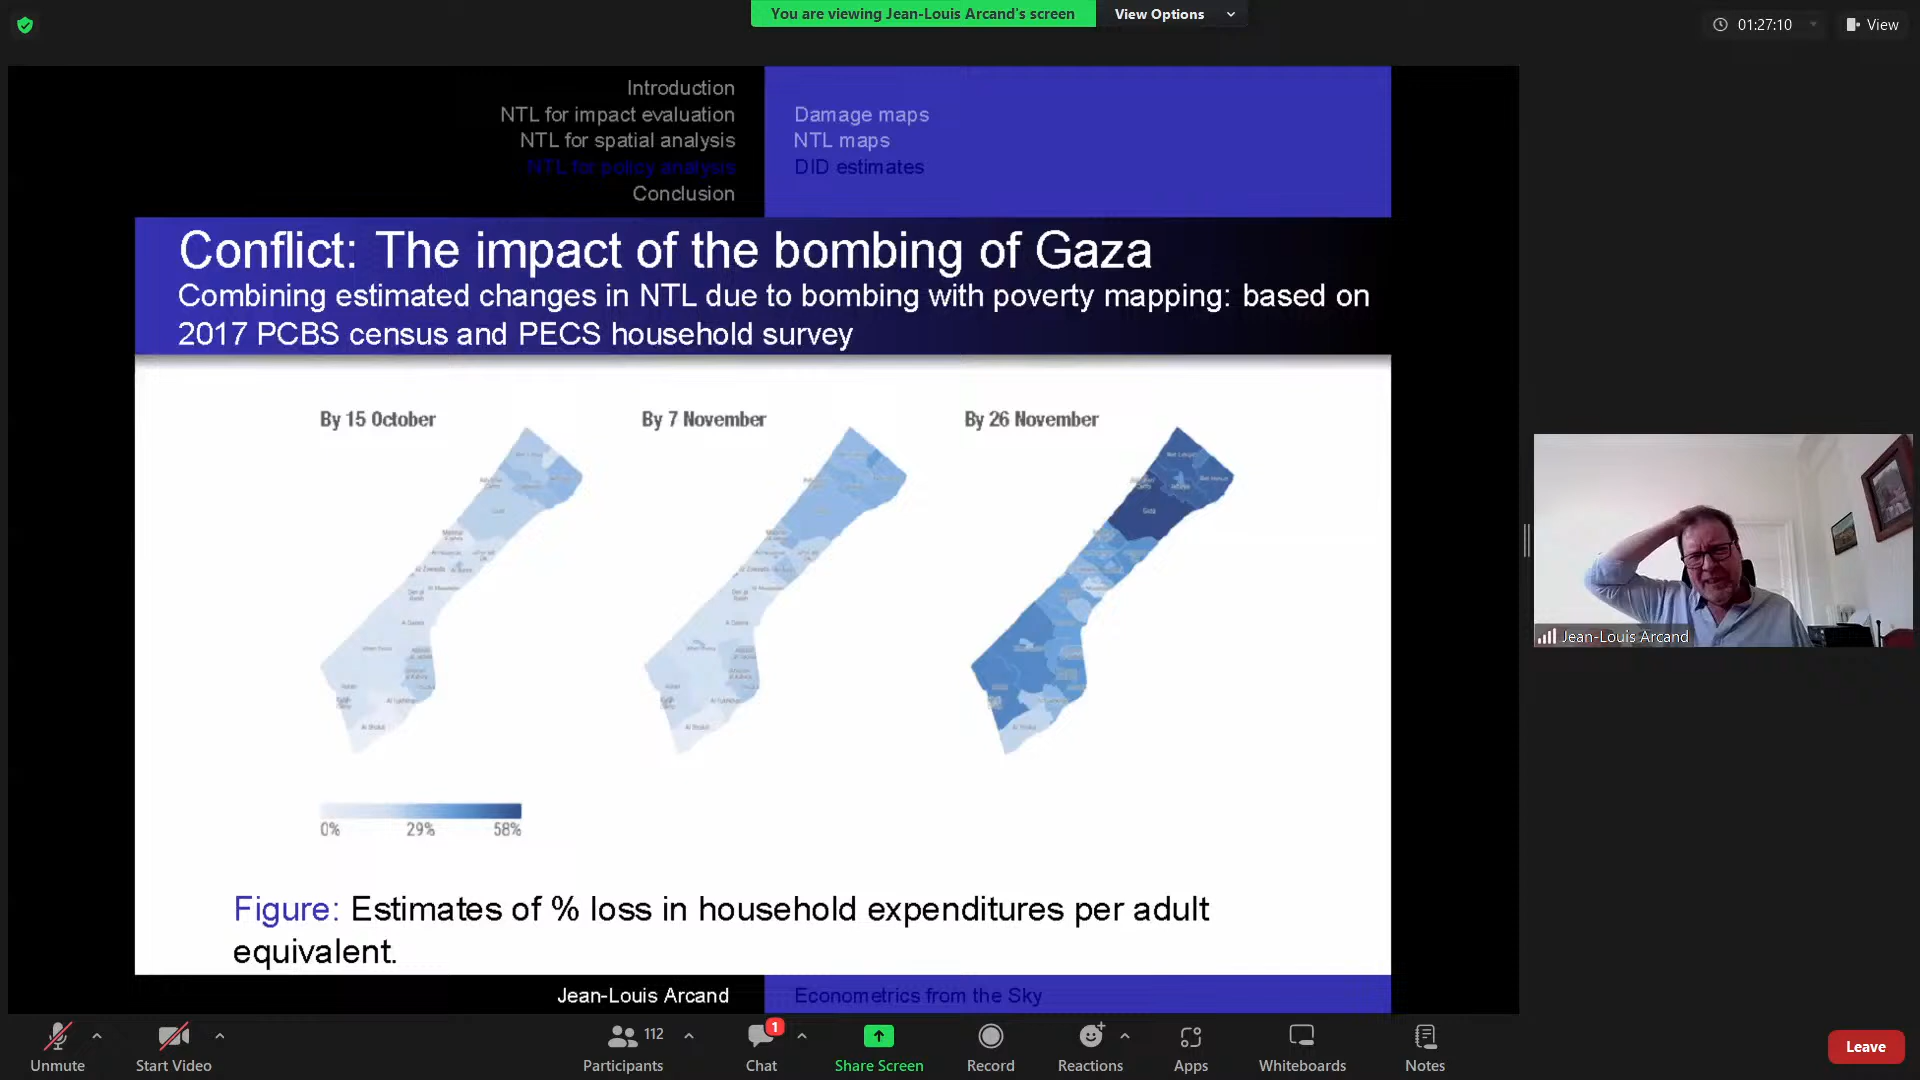 You are viewing Jean-Louis Arcand's screen
View Options
01:27:10
View
Introduction
NTL for impact evaluation
NTL for spatial analysis
NTL for policy analysis
Conclusion
Damage maps
NTL maps
DID estimates
Conflict: The impact of the bombing of Gaza
Combining estimated changes in NTL due to bombing with poverty mapping: based on
2017 PCBS census and PECS household survey
By 15 October
By 7 November
By 26 November
0%
29%
58%
Figure: Estimates of % loss in household expenditures per adult
equivalent.
Jean-Louis Arcand
Econometrics from the Sky
Jean-Louis Arcand
Unmute
Start Video
112
Participants
1
Chat
Share Screen
Record
Reactions
Apps
Whiteboards
Notes
Leave